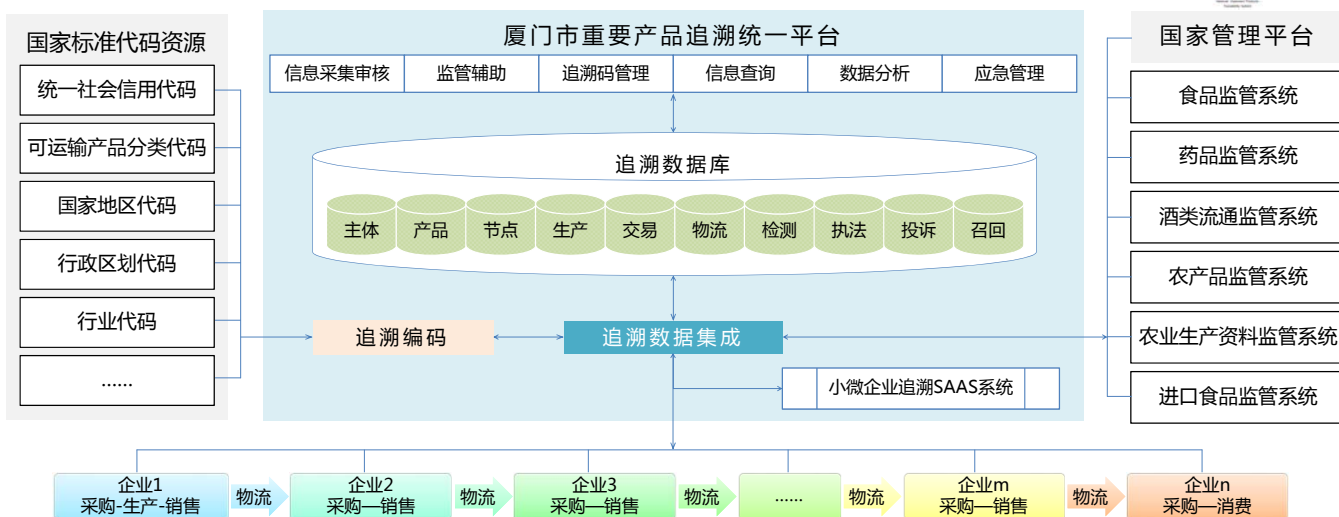 国家标准代码资源
统一社会信用代码
可运输产品分类代码
国家地区代码
行政区划代码
行业代码
......
厦门市重要产品追溯统一平台
信息采集审核 监管辅助 追溯码管理 信息查询 数据分析 应急管理
追溯数据库
主体 产品 节点 生产 交易 物流 检测 执法 投诉 召回
追溯编码
追溯数据集成
小微企业追溯SAAS系统
国家管理平台
食品监管系统
药品监管系统
酒类流通监管系统
农产品监管系统
农业生产资料监管系统
进口食品监管系统
企业1
采购-生产-销售
物流
企业2
采购—销售
物流
企业3
采购—销售
物流
......
物流
企业m
采购—销售
物流
企业n
采购—消费